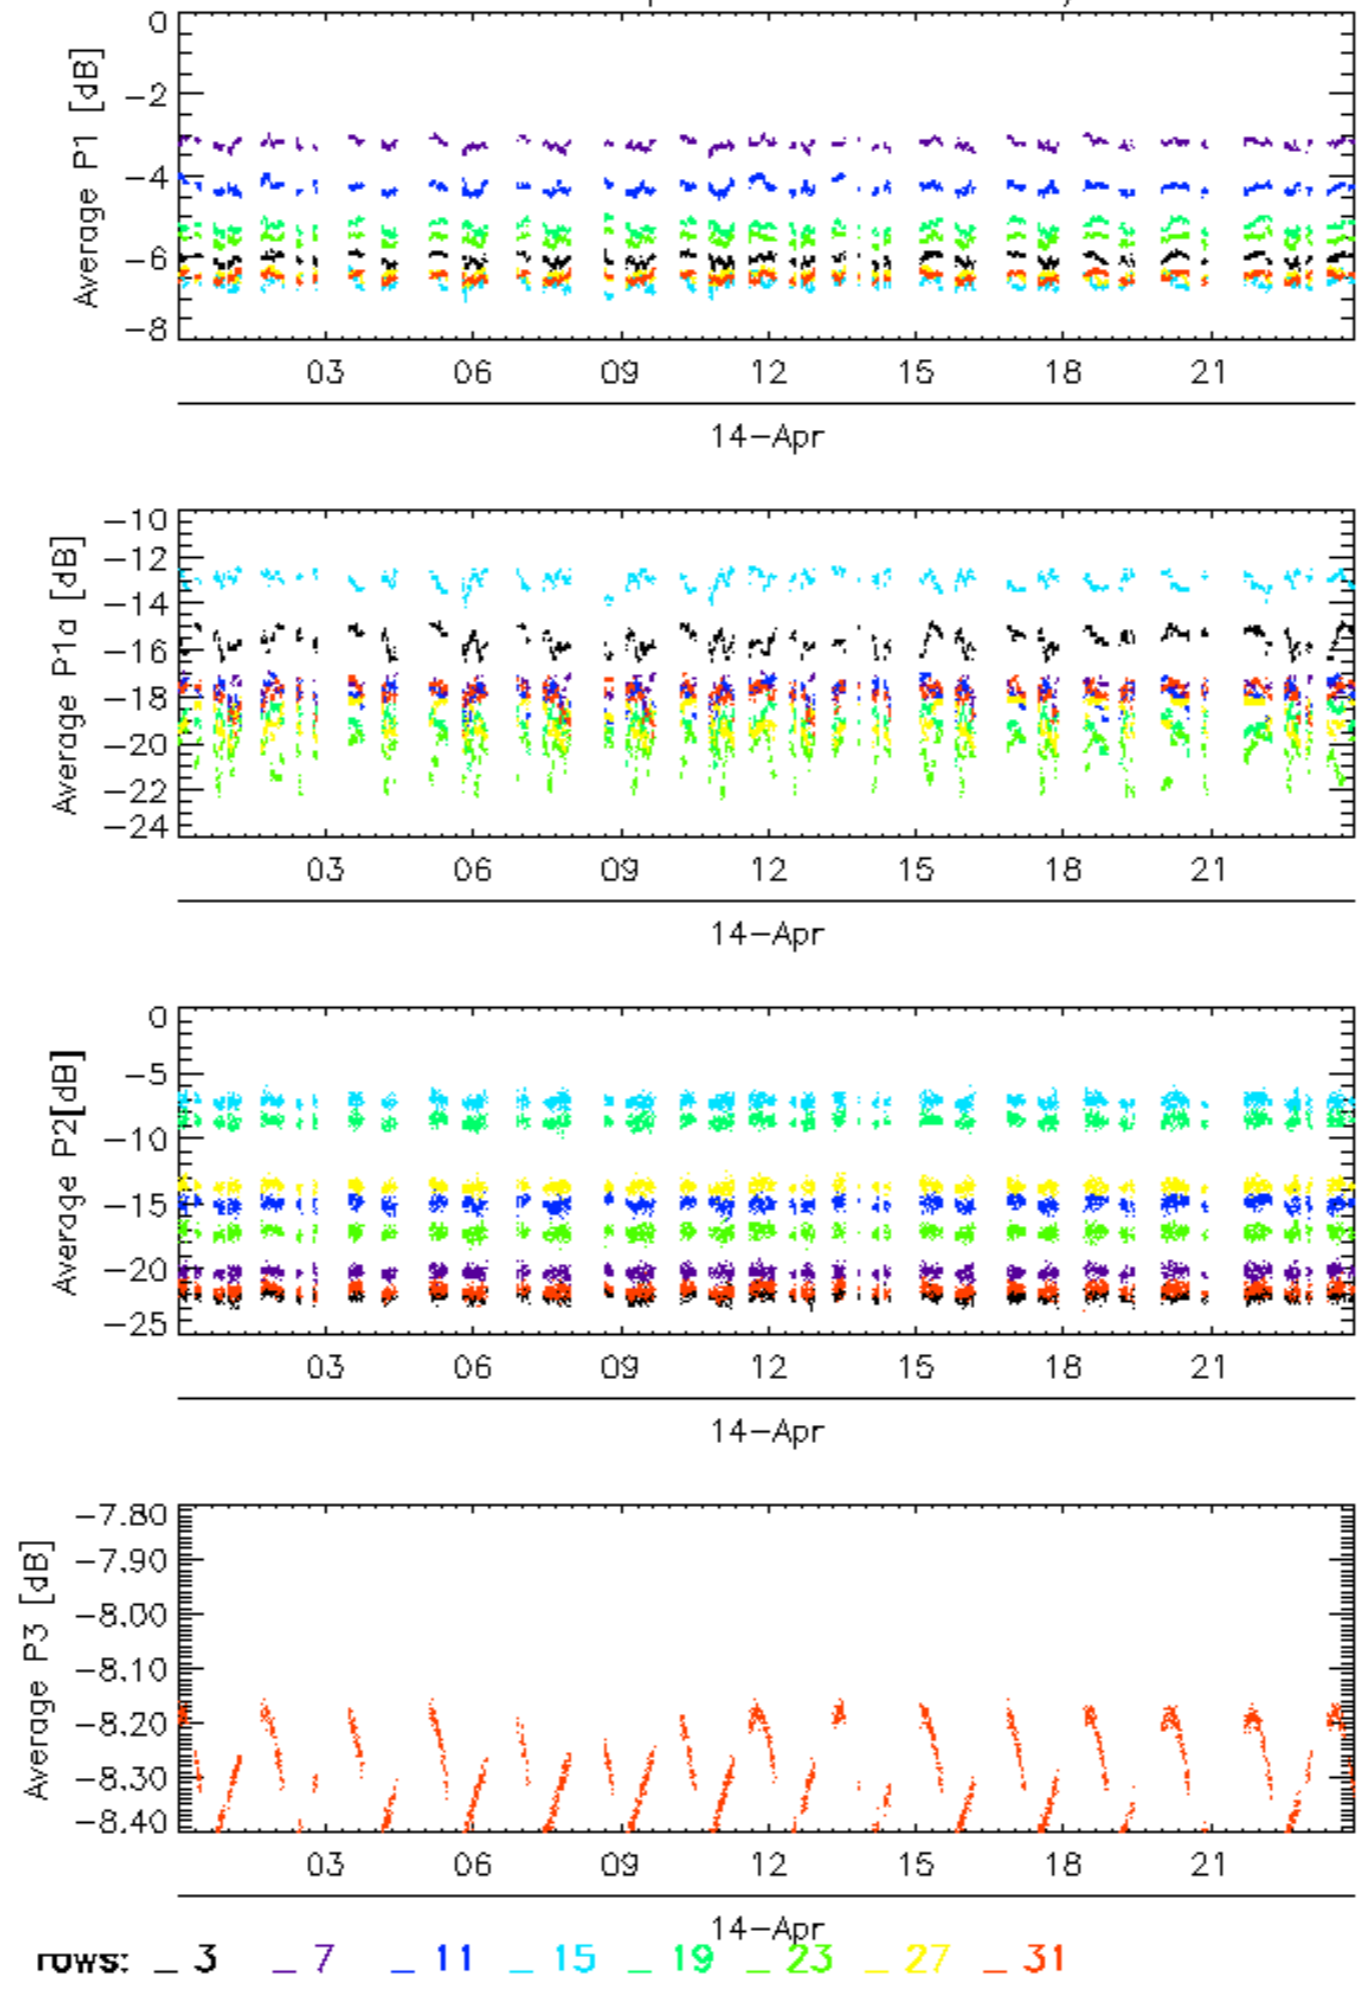 0
-2
-4
-6
-8
Average P1 [dB]
03 06 09 12 15 18 21
14-Apr
-10
-12
-14
-16
-18
-20
-22
-24
Average P1a [dB]
03 06 09 12 15 18 21
14-Apr
0
-5
-10
-15
-20
-25
Average P2[dB]
03 06 09 12 15 18 21
14-Apr
-7.80
-7.90
-8.00
-8.10
-8.20
-8.30
-8.40
Average P3 [dB]
03 06 09 12 15 18 21
14-Apr
rows: _ 3 _ 7 _ 11 _ 15 _ 19 _ 23 _ 27 _ 31